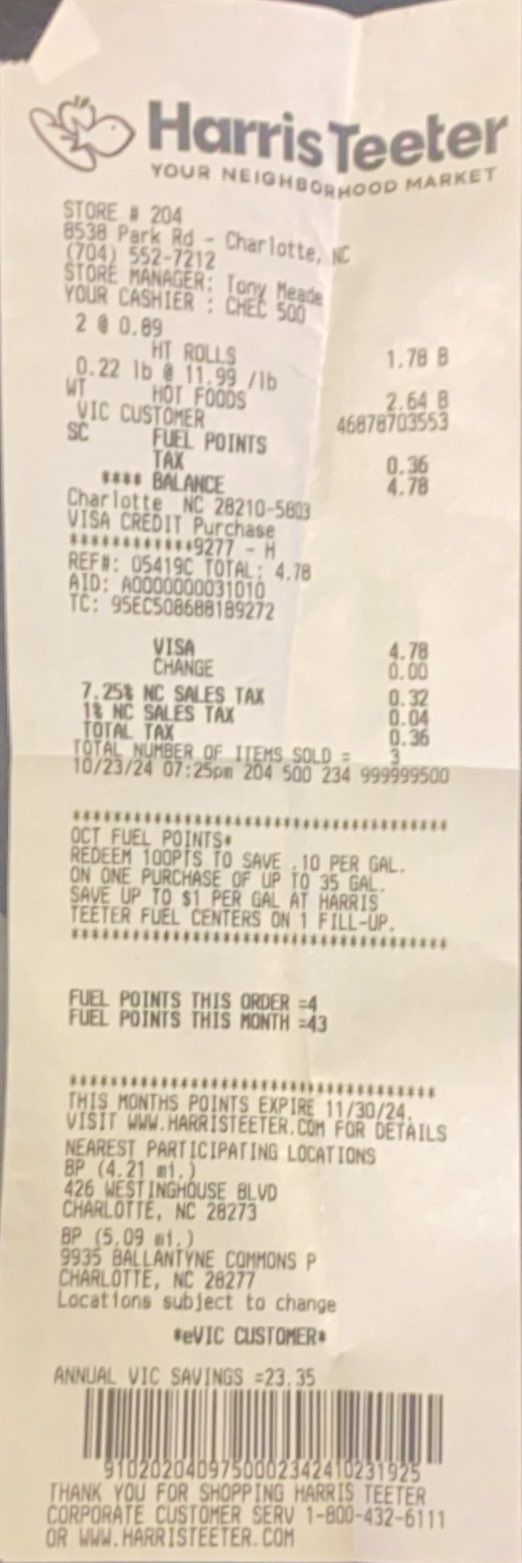 Harris Teeter
YOUR NEIGHBORHOOD MARKET
STORE # 204
8538 Park Rd - Charlotte, NC
(704) 552-7212
STORE MANAGER: Tony Meade
YOUR CASHIER : CHEC 500
2 @ 0.89
HT ROLLS 1.78 B
0.22 lb @ 11.99 /lb
WT HOT FOODS 2.64 B
VIC CUSTOMER 46878703553
SC FUEL POINTS
TAX 0.36
**** BALANCE 4.78
Charlotte NC 28210-5803
VISA CREDIT Purchase
************9277 - H
REF#: 05419C TOTAL: 4.78
AID: A0000000031010
TC: 95EC508688189272
VISA 4.78
CHANGE 0.00
7.25% NC SALES TAX 0.32
1% NC SALES TAX 0.04
TOTAL TAX 0.36
TOTAL NUMBER OF ITEMS SOLD = 3
10/23/24 07:25pm 204 500 234 999999500
**************************************
OCT FUEL POINTS*
REDEEM 100PTS TO SAVE .10 PER GAL.
ON ONE PURCHASE OF UP TO 35 GAL.
SAVE UP TO $1 PER GAL AT HARRIS
TEETER FUEL CENTERS ON 1 FILL-UP.
**************************************
FUEL POINTS THIS ORDER =4
FUEL POINTS THIS MONTH =43
**************************************
THIS MONTHS POINTS EXPIRE 11/30/24.
VISIT WWW.HARRISTEETER.COM FOR DETAILS
NEAREST PARTICIPATING LOCATIONS
BP (4.21 mi.)
426 WESTINGHOUSE BLVD
CHARLOTTE, NC 28273
BP (5.09 mi.)
9935 BALLANTYNE COMMONS P
CHARLOTTE, NC 28277
Locations subject to change
*eVIC CUSTOMER*
ANNUAL VIC SAVINGS =23.35
9102020409750002342410231925
THANK YOU FOR SHOPPING HARRIS TEETER
CORPORATE CUSTOMER SERV 1-800-432-6111
OR WWW.HARRISTEETER.COM